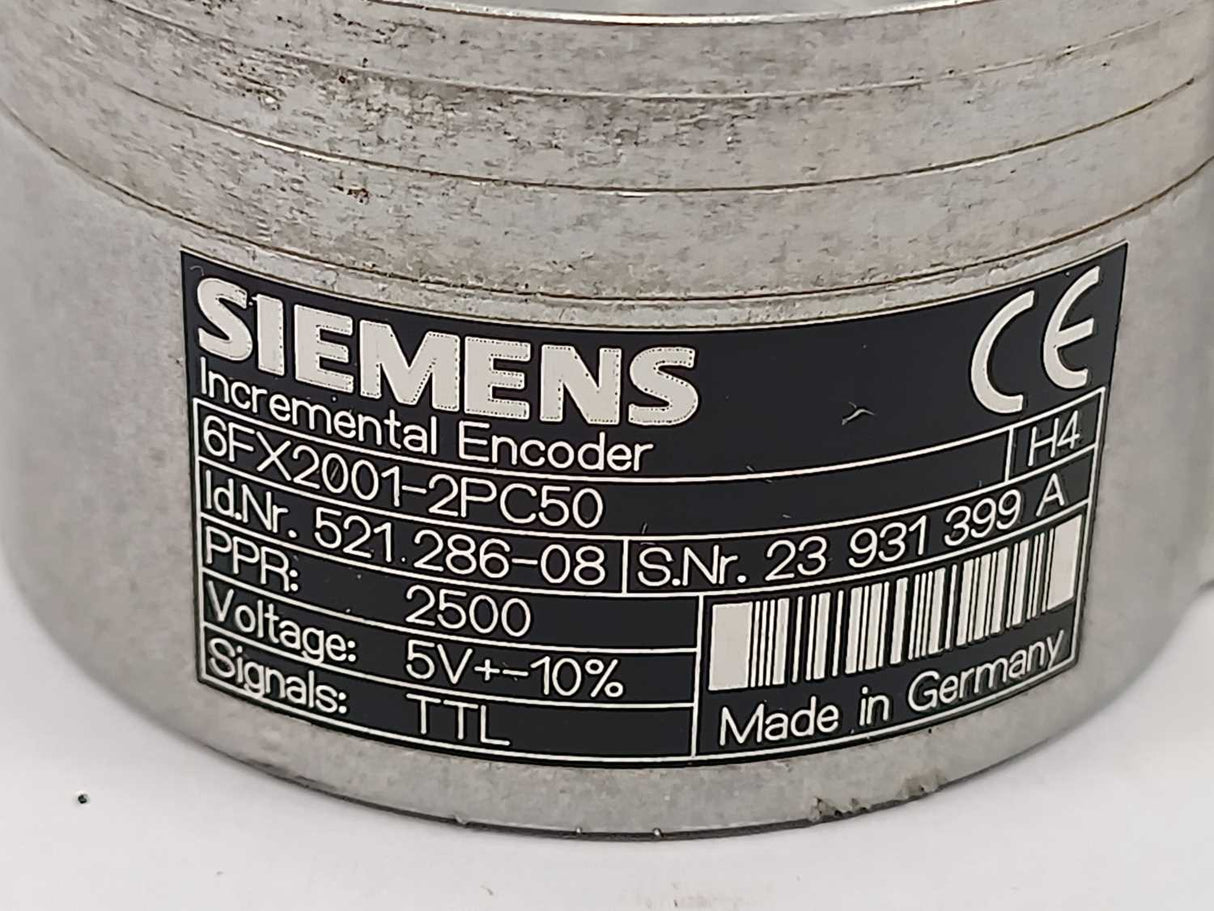 SIEMENS CE
Incremental Encoder
6FX2001-2PC50 H4
Id.Nr. 521.286-08 S.Nr. 23 931 399 A
PPR: 2500
Voltage: 5V+-10%
Signals: TTL
Made in Germany